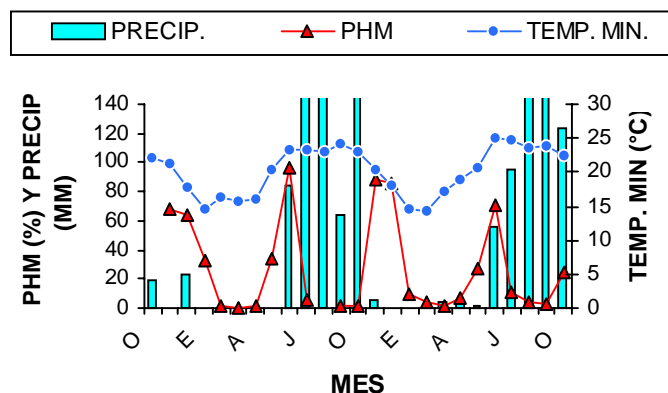 PRECIP. PHM TEMP. MIN.
140 30
120 25
100 20
80 15
60 10
40 5
20 0
0
PHM (%) Y PRECIP
(MM)
TEMP. MIN (°C)
O E A J O E A J O
MES